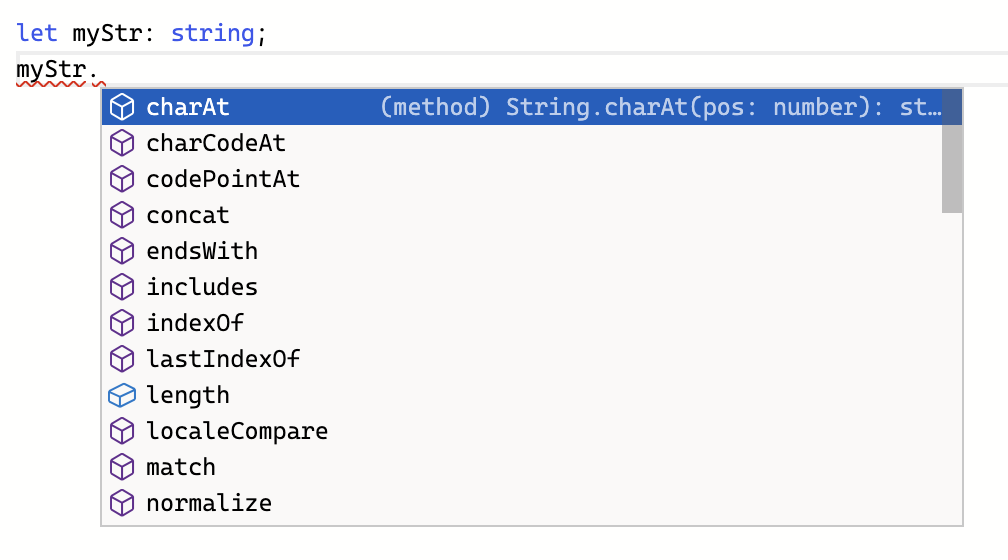 let myStr: string;
myStr.
charAt (method) String.charAt(pos: number): st…
charCodeAt
codePointAt
concat
endsWith
includes
indexOf
lastIndexOf
length
localeCompare
match
normalize